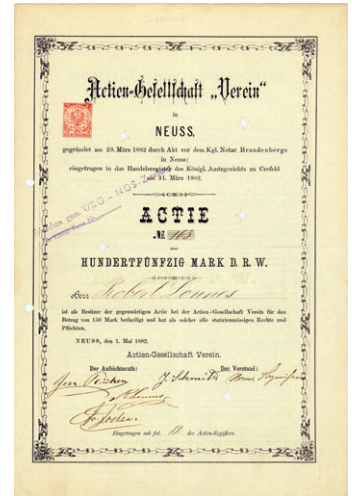 Actien-Gesellschaft „Verein“
in
NEUSS,
gegründet am 29. März 1882 durch Akt vor dem Kgl. Notar Brandenbergs
in Neuss;
eingetragen in das Handelsregister des Königl. Amtsgerichts zu Crefeld
am 31. März 1882.
ACTIE
№
über
HUNDERTFÜNFZIG MARK D. R. W.
Herr Robert Tönnes
ist als Besitzer der gegenwärtigen Actie bei der Actien-Gesellschaft Verein für den
Betrag von 150 Mark betheiligt und hat als solcher alle statutenmässigen Rechte und
Pflichten.
NEUSS, den 1. Mai 1882.
Actien-Gesellschaft Verein.
Der Aufsichtsrath: Der Vorstand:
J. Schmitz
Eingetragen sub fol. des Actien-Registers.